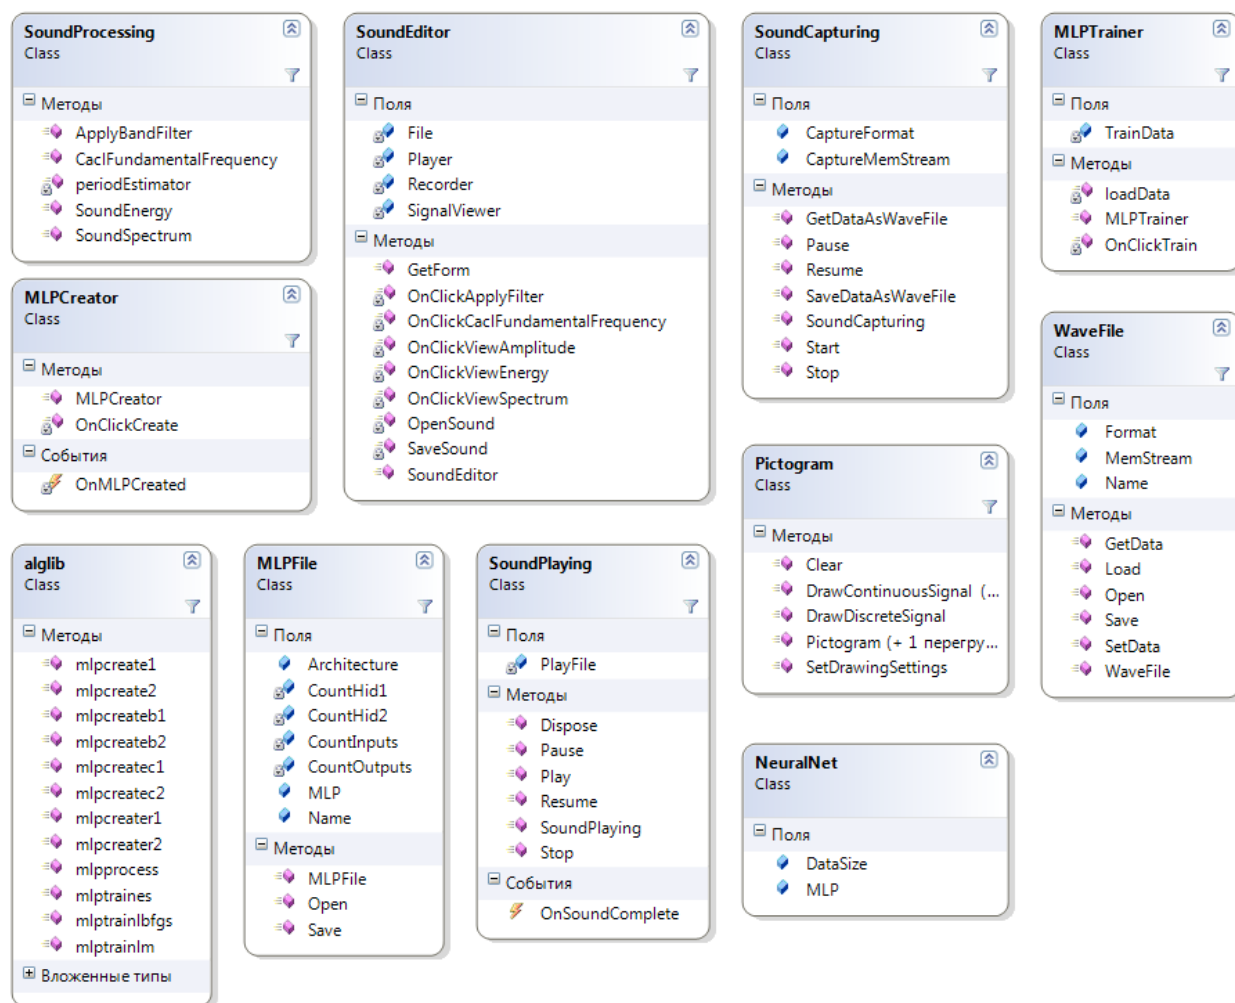 SoundProcessing
Class
Методы
ApplyBandFilter
CaclFundamentalFrequency
periodEstimator
SoundEnergy
SoundSpectrum
MLPCreator
Class
Методы
MLPCreator
OnClickCreate
События
OnMLPCreated
SoundEditor
Class
Поля
File
Player
Recorder
SignalViewer
Методы
GetForm
OnClickApplyFilter
OnClickCaclFundamentalFrequency
OnClickViewAmplitude
OnClickViewEnergy
OnClickViewSpectrum
OpenSound
SaveSound
SoundEditor
SoundCapturing
Class
Поля
CaptureFormat
CaptureMemStream
Методы
GetDataAsWaveFile
Pause
Resume
SaveDataAsWaveFile
SoundCapturing
Start
Stop
MLPTrainer
Class
Поля
TrainData
Методы
loadData
MLPTrainer
OnClickTrain
WaveFile
Class
Поля
Format
MemStream
Name
Методы
GetData
Load
Open
Save
SetData
WaveFile
Pictogram
Class
Методы
Clear
DrawContinuousSignal (...
DrawDiscreteSignal
Pictogram (+ 1 перегру...
SetDrawingSettings
alglib
Class
Методы
mlpcreate1
mlpcreate2
mlpcreateb1
mlpcreateb2
mlpcreatec1
mlpcreatec2
mlpcreater1
mlpcreater2
mlpprocess
mlptraines
mlptrainlbfgs
mlptrainlm
Вложенные типы
MLPFile
Class
Поля
Architecture
CountHid1
CountHid2
CountInputs
CountOutputs
MLP
Name
Методы
MLPFile
Open
Save
SoundPlaying
Class
Поля
PlayFile
Методы
Dispose
Pause
Play
Resume
SoundPlaying
Stop
События
OnSoundComplete
NeuralNet
Class
Поля
DataSize
MLP